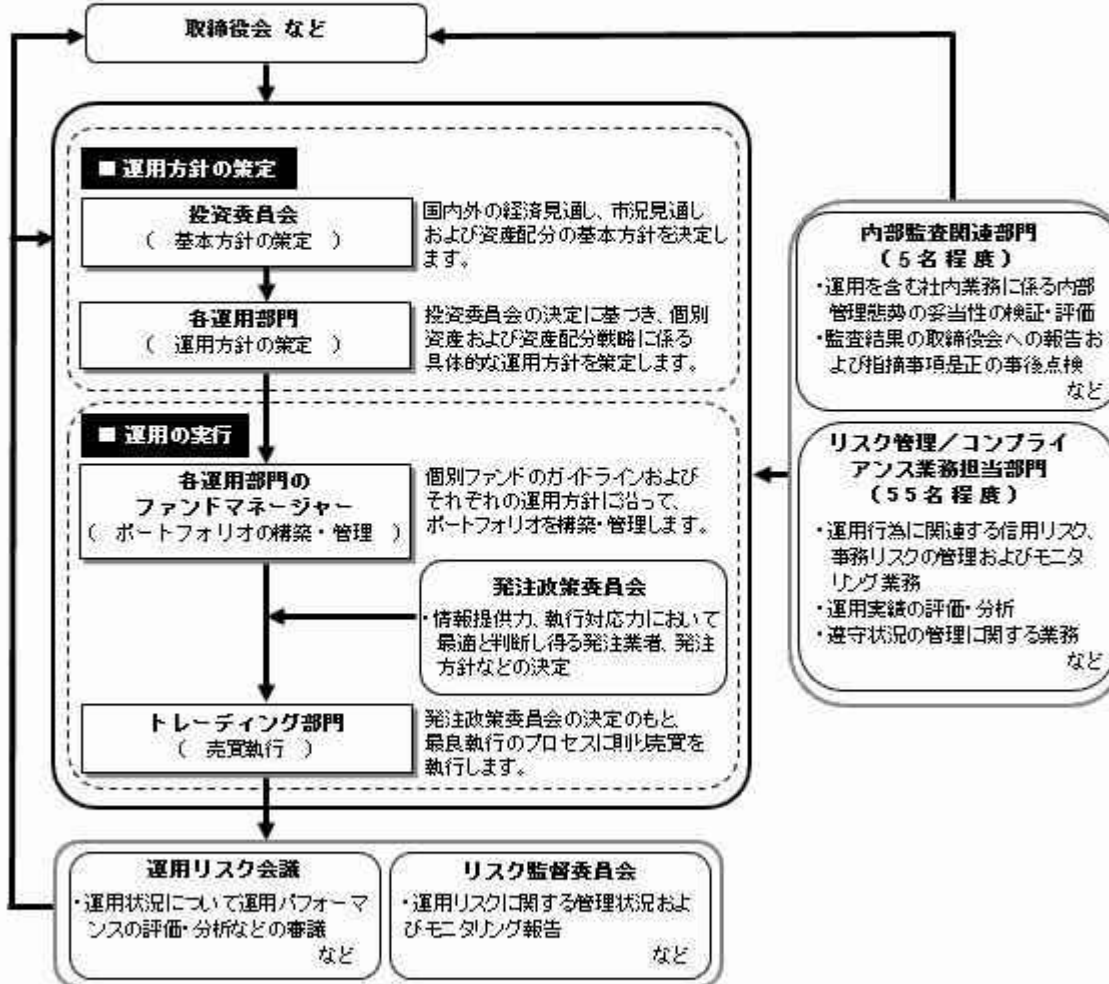 取締役会 など
■ 運用方針の策定
投資委員会
( 基本方針の策定 )
国内外の経済見通し、市況見通し
および資産配分の基本方針を決定し
ます。
各運用部門
( 運用方針の策定 )
投資委員会の決定に基づき、個別
資産および資産配分戦略に係る
具体的な運用方針を策定します。
■ 運用の実行
各運用部門の
ファンドマネージャー
( ポートフォリオの構築・管理 )
個別ファンドのガイドラインおよび
それぞれの運用方針に沿って、
ポートフォリオを構築・管理します。
発注政策委員会
・情報提供力、執行対応力において
最適と判断し得る発注業者、発注
方針などの決定
トレーディング部門
( 売買執行 )
発注政策委員会の決定のもと
最良執行のプロセスに則り売買を
執行します。
内部監査関連部門
(5名程度)
・運用を含む社内業務に係る内部
管理態勢の妥当性の検証・評価
・監査結果の取締役会への報告お
よび指摘事項是正の事後点検
など
リスク管理/コンプライ
アンス業務担当部門
(55名程度)
・運用行為に関連する信用リスク、
事務リスクの管理およびモニタ
リング業務
・運用実績の評価・分析
・遵守状況の管理に関する業務
など
運用リスク会議
・運用状況について運用パフォーマ
ンスの評価・分析などの審議
など
リスク監督委員会
・運用リスクに関する管理状況およ
びモニタリング報告
など